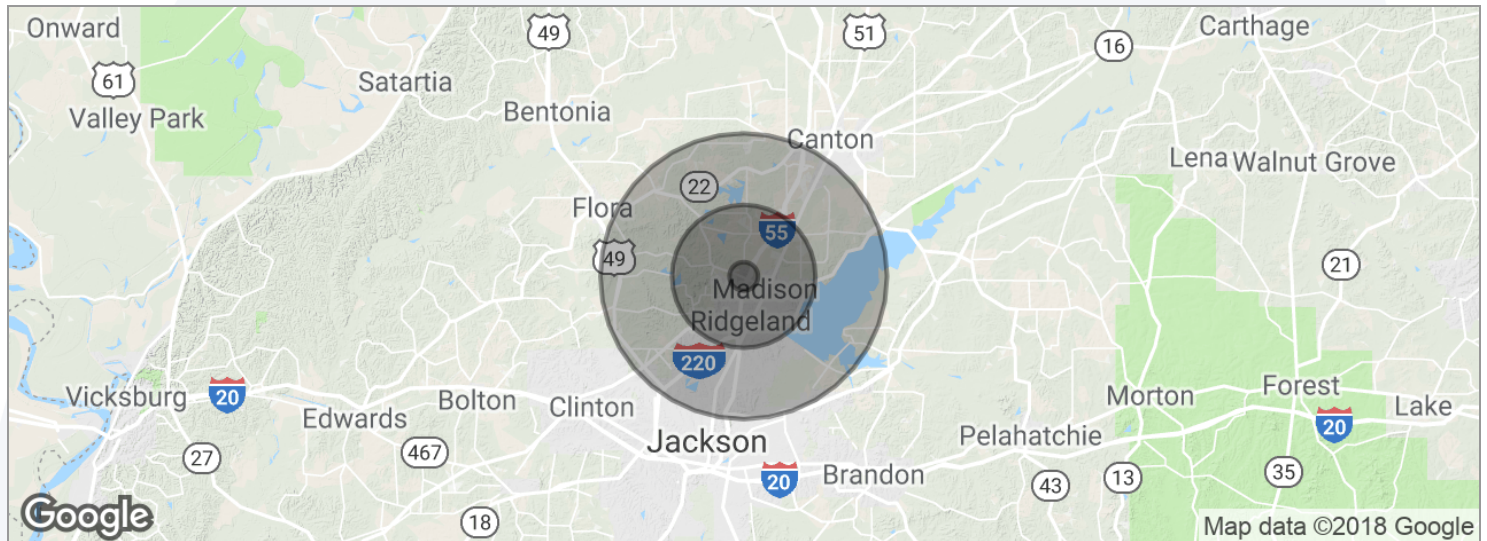 Onward
49
51
Carthage
16
61
Satartia
Bentonia
Valley Park
Canton
Lena
Walnut Grove
22
Flora
55
49
21
Madison
Ridgeland
220
Vicksburg
20
Edwards
Bolton
Clinton
Morton
Forest
Lake
20
Jackson
Pelahatchie
27
467
20
Brandon
43
13
35
18
Google
Map data ©2018 Google